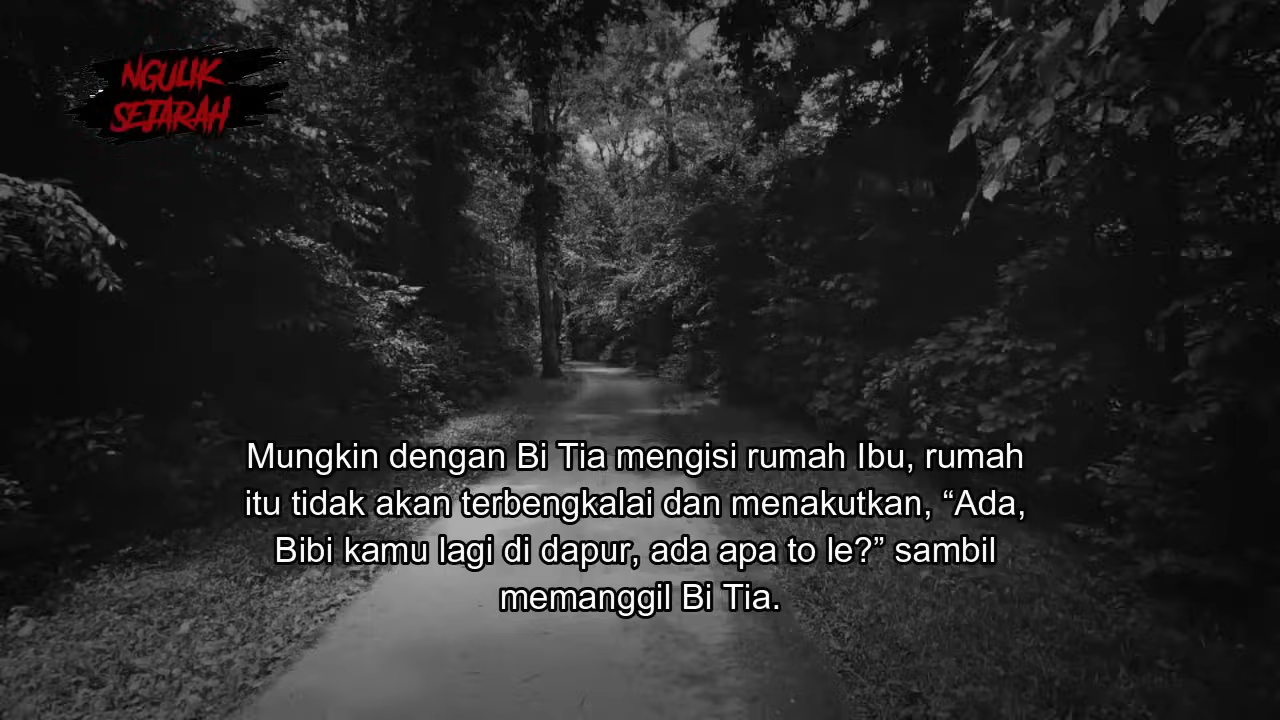 NGULIK
SEJARAH
Mungkin dengan Bi Tia mengisi rumah Ibu, rumah
itu tidak akan terbengkalai dan menakutkan, “Ada,
Bibi kamu lagi di dapur, ada apa to le?” sambil
memanggil Bi Tia.